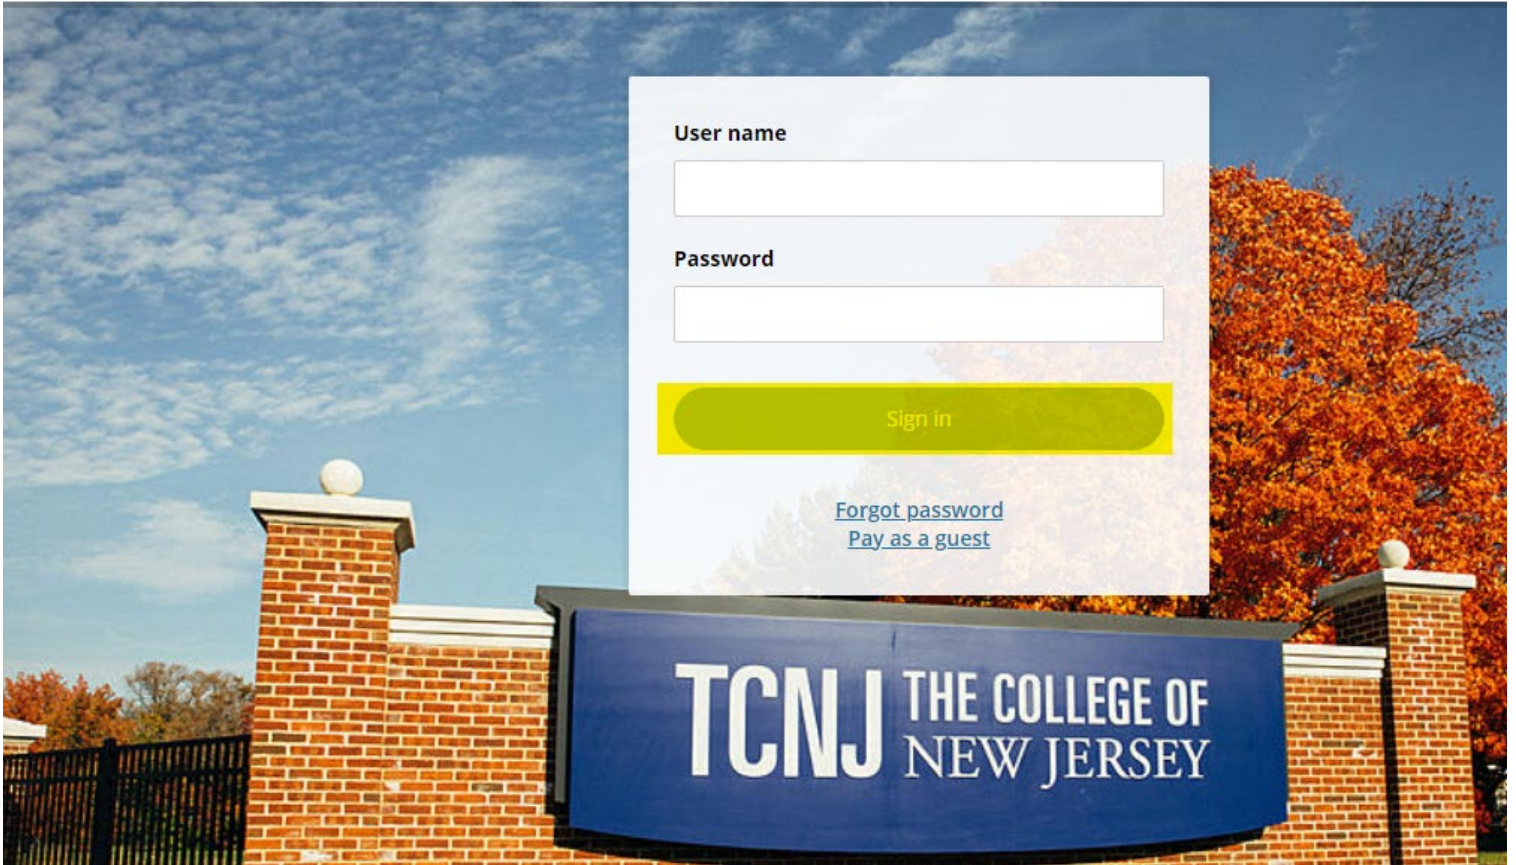 User name
Password
Sign in
Forgot password
Pay as a guest
TCNJ THE COLLEGE OF
NEW JERSEY